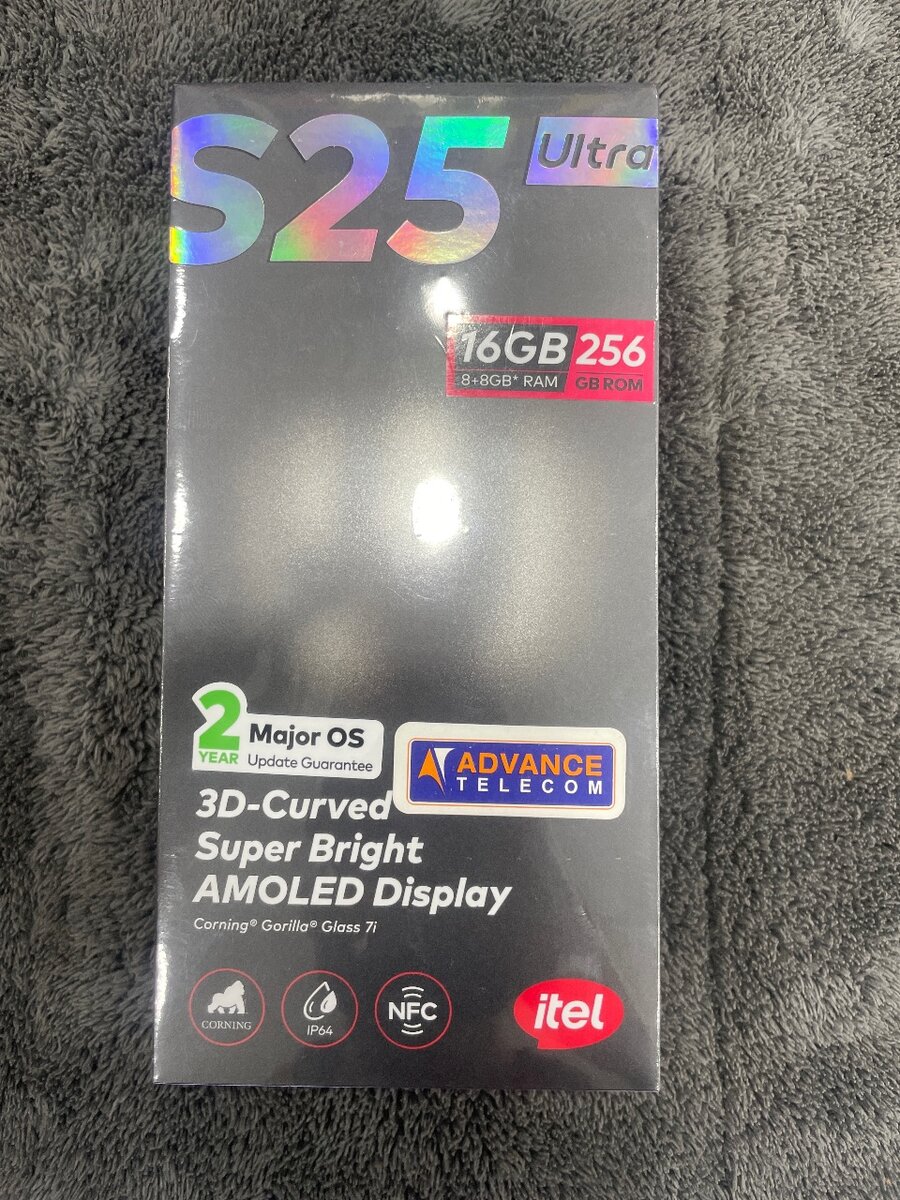 S25 Ultra
16GB 256
8+8GB* RAM GB ROM
2 Major OS
YEAR Update Guarantee
ADVANCE
TELECOM
3D-Curved
Super Bright
AMOLED Display
Corning® Gorilla® Glass 7i
CORNING
IP64
NFC
itel